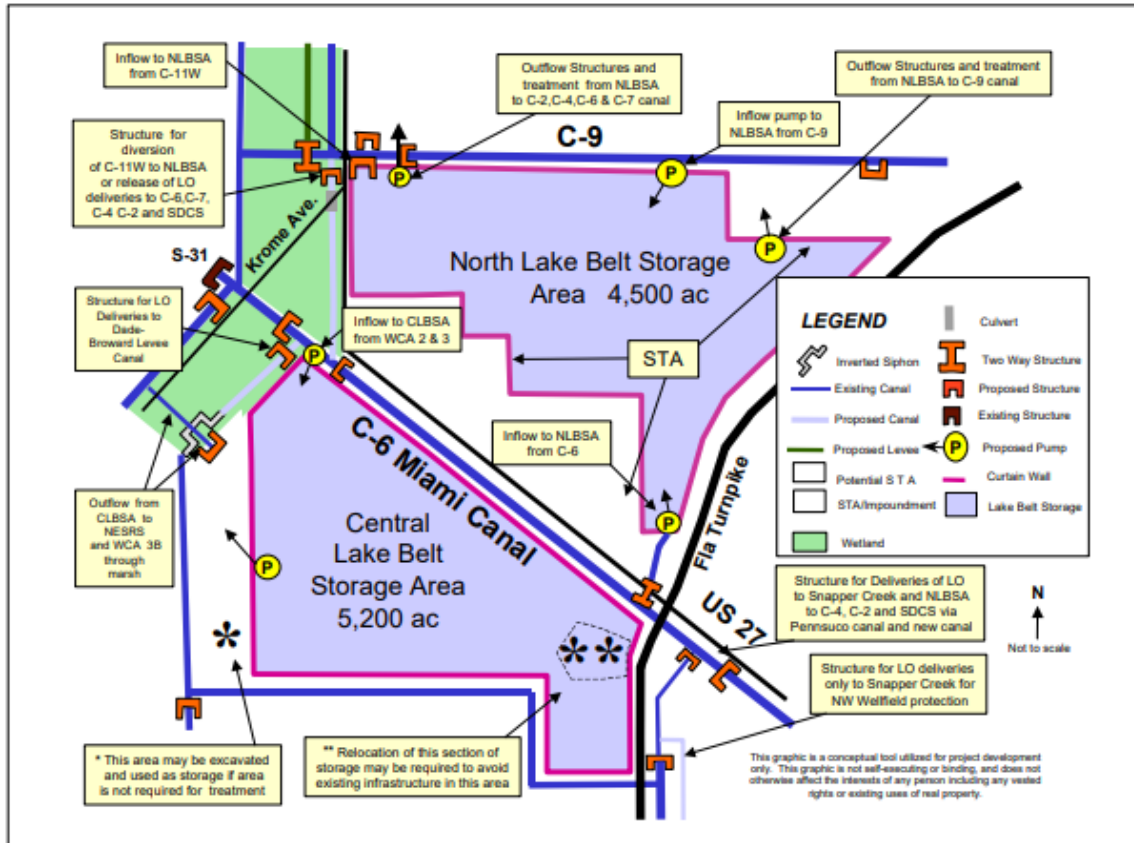 Inflow to NLBSA
from C-11W
Outflow Structures and
treatment from NLBSA
to C-2,C-4,C-6 & C-7 canal
Outflow Structures and treatment
from NLBSA to C-9 canal
Inflow pump to
NLBSA from C-9
C-9
Structure for
diversion
of C-11W to NLBSA
or release of LO
deliveries to C-6,C-7,
C-4 C-2 and SDCS
P
P
P
Krome Ave.
S-31
North Lake Belt Storage
Area 4,500 ac
Structure for LO
Deliveries to
Dade-
Broward Levee
Canal
Inflow to CLBSA
from WCA 2 & 3
P
STA
C-6 Miami Canal
Inflow to NLBSA
from C-6
P
Fla Turnpike
US 27
Outflow from
CLBSA to
NESRS
and WCA 3B
through
marsh
P
Central
Lake Belt
Storage Area
5,200 ac
*
* *
LEGEND
Inverted Siphon
Existing Canal
Proposed Canal
Proposed Levee
Potential S T A
STA/Impoundment
Wetland
Culvert
Two Way Structure
Proposed Structure
Existing Structure
P
Proposed Pump
Curtain Wall
Lake Belt Storage
Structure for Deliveries of LO
to Snapper Creek and NLBSA
to C-4, C-2 and SDCS via
Pennsuco canal and new canal
N
Not to scale
Structure for LO deliveries
only to Snapper Creek for
NW Wellfield protection
* This area may be excavated
and used as storage if area
is not required for treatment
** Relocation of this section of
storage may be required to avoid
existing infrastructure in this area
This graphic is a conceptual tool utilized for project development
only. This graphic is not self-executing or binding, and does not
otherwise affect the interests of any person including any vested
rights or existing uses of real property.